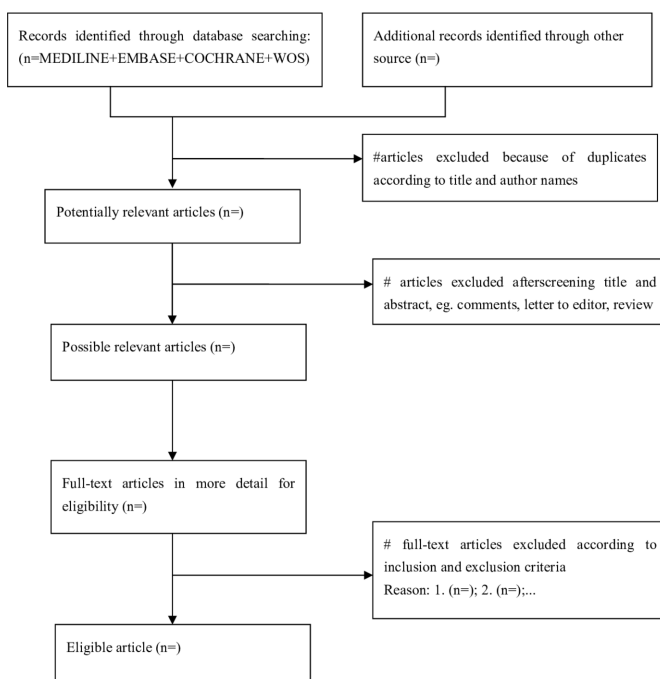 Records identified through database searching:
(n=MEDILINE+EMBASE+COCHRANE+WOS)
Additional records identified through other
source (n=)
#articles excluded because of duplicates
according to title and author names
Potentially relevant articles (n=)
# articles excluded afterscreening title and
abstract, eg. comments, letter to editor, review
Possible relevant articles (n=)
Full-text articles in more detail for
eligibility (n=)
# full-text articles excluded according to
inclusion and exclusion criteria
Reason: 1. (n=); 2. (n=);...
Eligible article (n=)